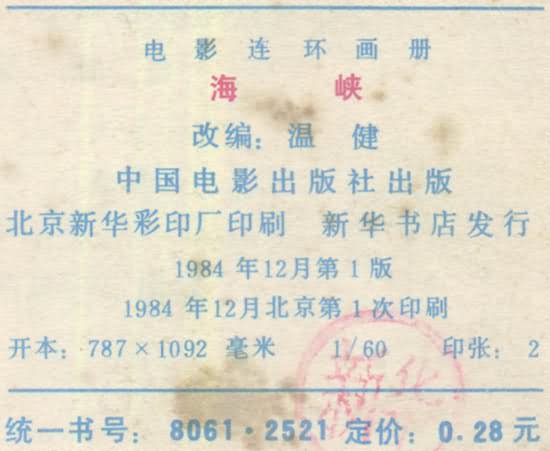 电影连环画册
海峡
改编：温健
中国电影出版社出版
北京新华彩印厂印刷 新华书店发行
1984年12月第1版
1984年12月北京第1次印刷
开本：787×1092 毫米 1/60 印张：2
统一书号：8061·2521 定价：0.28元